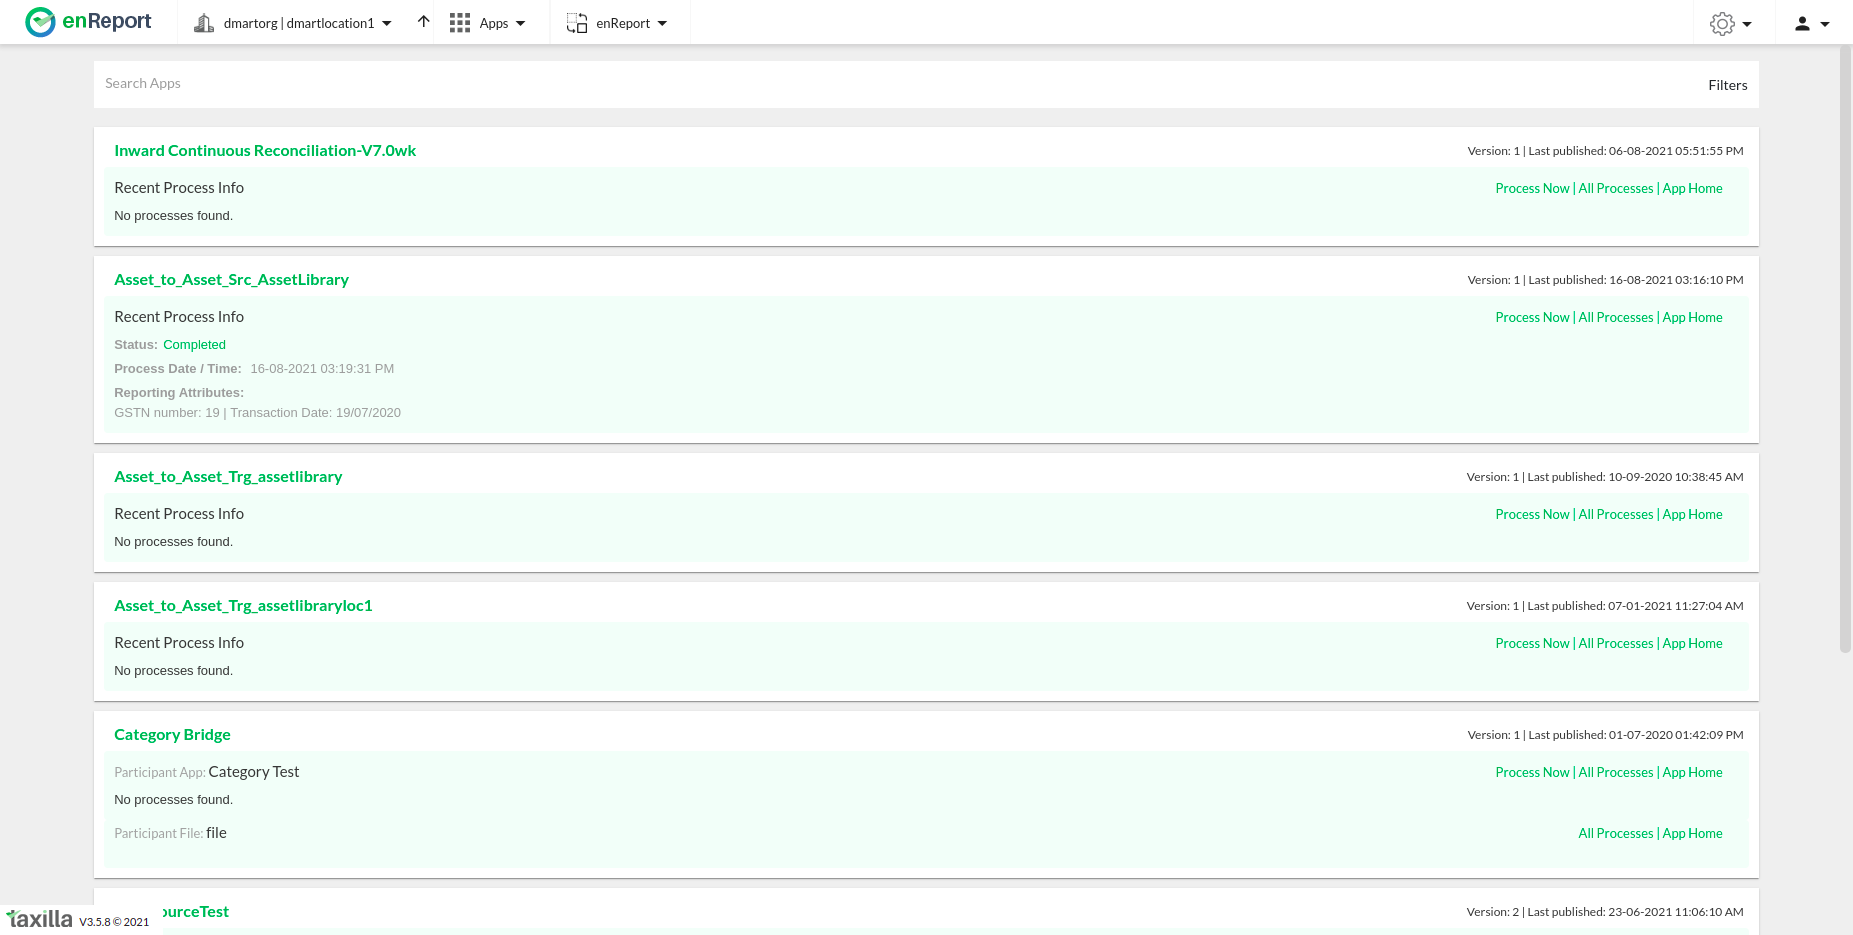 enReport dmartorg | dmartlocation1 Apps enReport
Search Apps Filters
Inward Continuous Reconciliation-V7.0wk Version: 1 | Last published: 06-08-2021 05:51:55 PM
Recent Process Info Process Now | All Processes | App Home
No processes found.
Asset_to_Asset_Src_AssetLibrary Version: 1 | Last published: 16-08-2021 03:16:10 PM
Recent Process Info Process Now | All Processes | App Home
Status: Completed
Process Date / Time: 16-08-2021 03:19:31 PM
Reporting Attributes:
GSTN number: 19 | Transaction Date: 19/07/2020
Asset_to_Asset_Trg_assetlibrary Version: 1 | Last published: 10-09-2020 10:38:45 AM
Recent Process Info Process Now | All Processes | App Home
No processes found.
Asset_to_Asset_Trg_assetlibraryloc1 Version: 1 | Last published: 07-01-2021 11:27:04 AM
Recent Process Info Process Now | All Processes | App Home
No processes found.
Category Bridge Version: 1 | Last published: 01-07-2020 01:42:09 PM
Participant App: Category Test Process Now | All Processes | App Home
No processes found.
Participant File: file All Processes | App Home
Version: 2 | Last published: 23-06-2021 11:06:10 AM
taxilla V3.5.8 © 2021